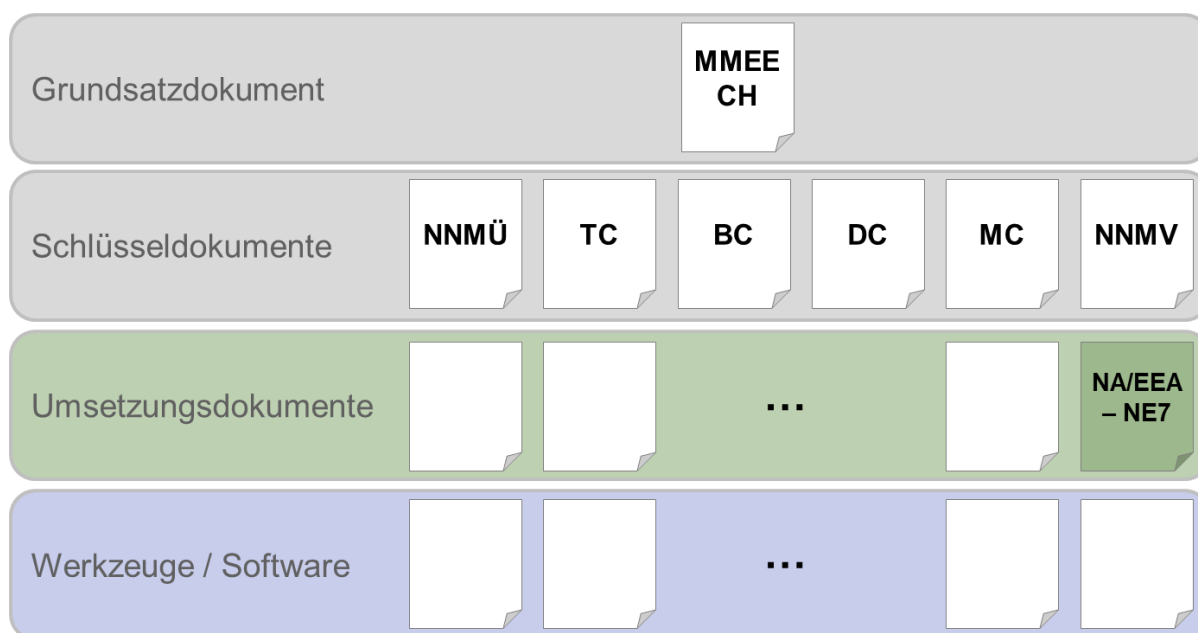 Grundsatzdokument
MMEE
CH
Schlüsseldokumente
NNMÜ
TC
BC
DC
MC
NNMV
Umsetzungsdokumente
...
NA/EEA
– NE7
Werkzeuge / Software
...